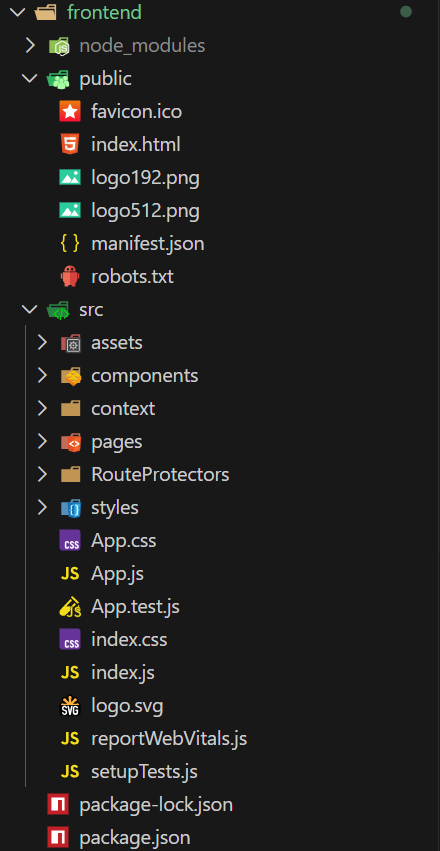 frontend
node_modules
public
favicon.ico
index.html
logo192.png
logo512.png
manifest.json
robots.txt
src
assets
components
context
pages
RouteProtectors
styles
App.css
App.js
App.test.js
index.css
index.js
logo.svg
reportWebVitals.js
setupTests.js
package-lock.json
package.json